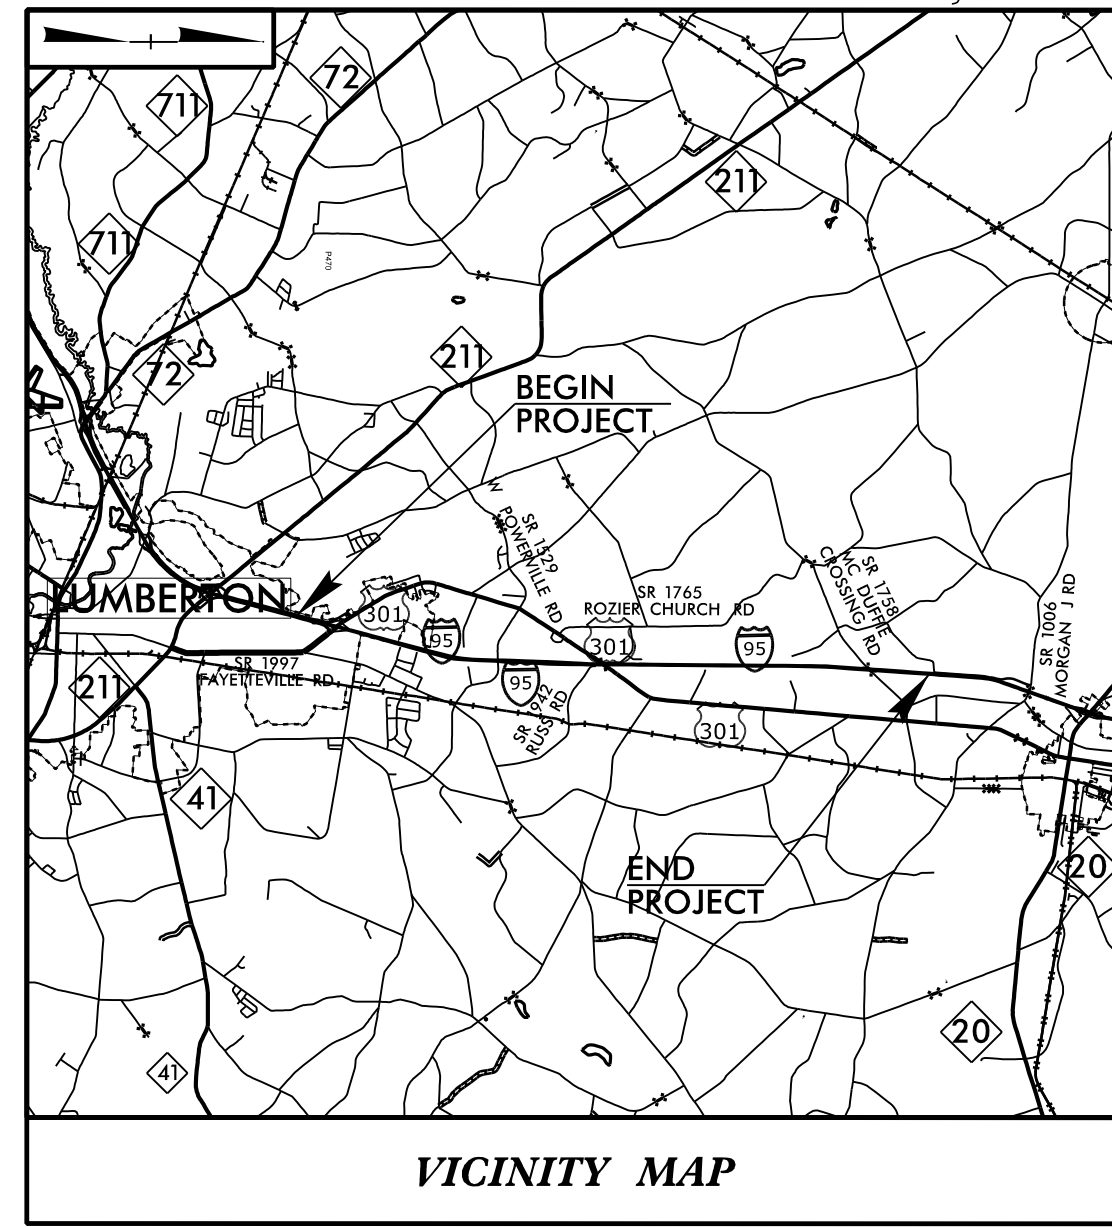 72
711
211
711
P470
211
72
BEGIN
PROJECT
W
POWERVILLE RD
SR 1529
SR 1765
ROZIER CHURCH RD
SR 1758
MC DUFFIE
CROSSING RD
SR 1006
MORGAN J RD
LUMBERTON
301
95
301
95
SR 1997
FAYETTEVILLE RD
211
95
SR 1942
RUSS RD
301
41
END
PROJECT
20
20
41
VICINITY MAP